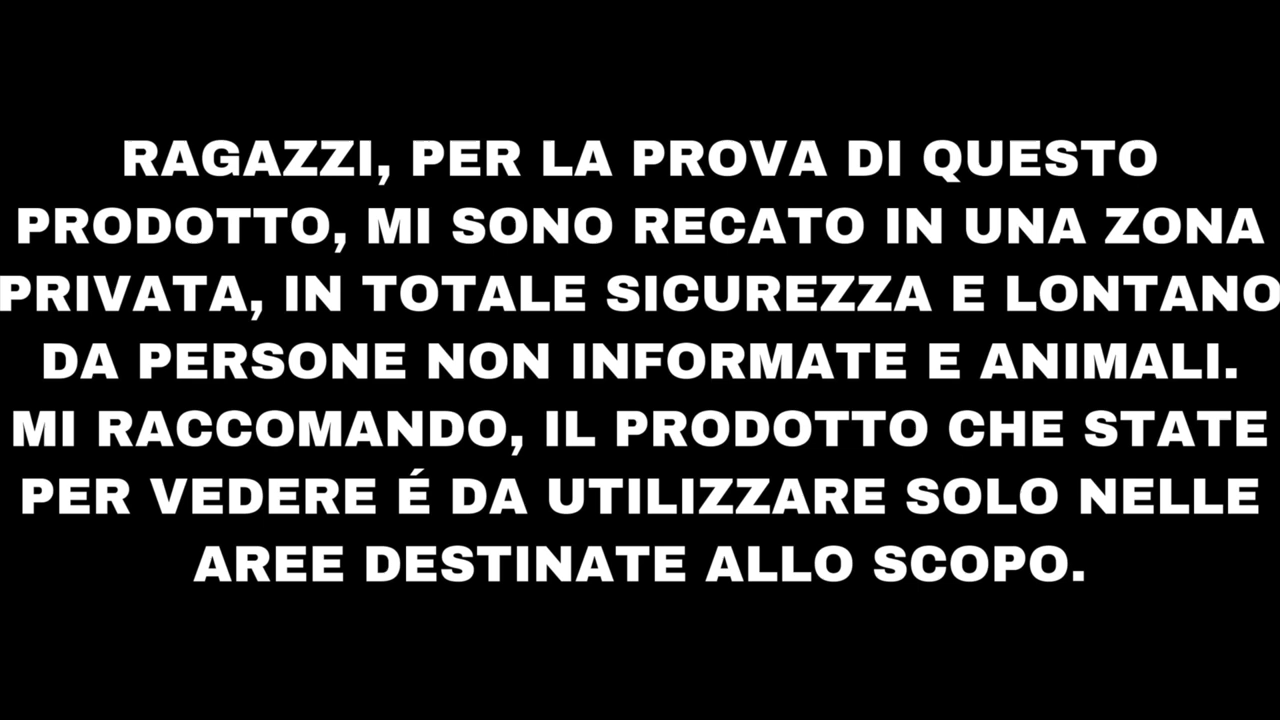 RAGAZZI, PER LA PROVA DI QUESTO
PRODOTTO, MI SONO RECATO IN UNA ZONA
PRIVATA, IN TOTALE SICUREZZA E LONTANO
DA PERSONE NON INFORMATE E ANIMALI.
MI RACCOMANDO, IL PRODOTTO CHE STATE
PER VEDERE É DA UTILIZZARE SOLO NELLE
AREE DESTINATE ALLO SCOPO.